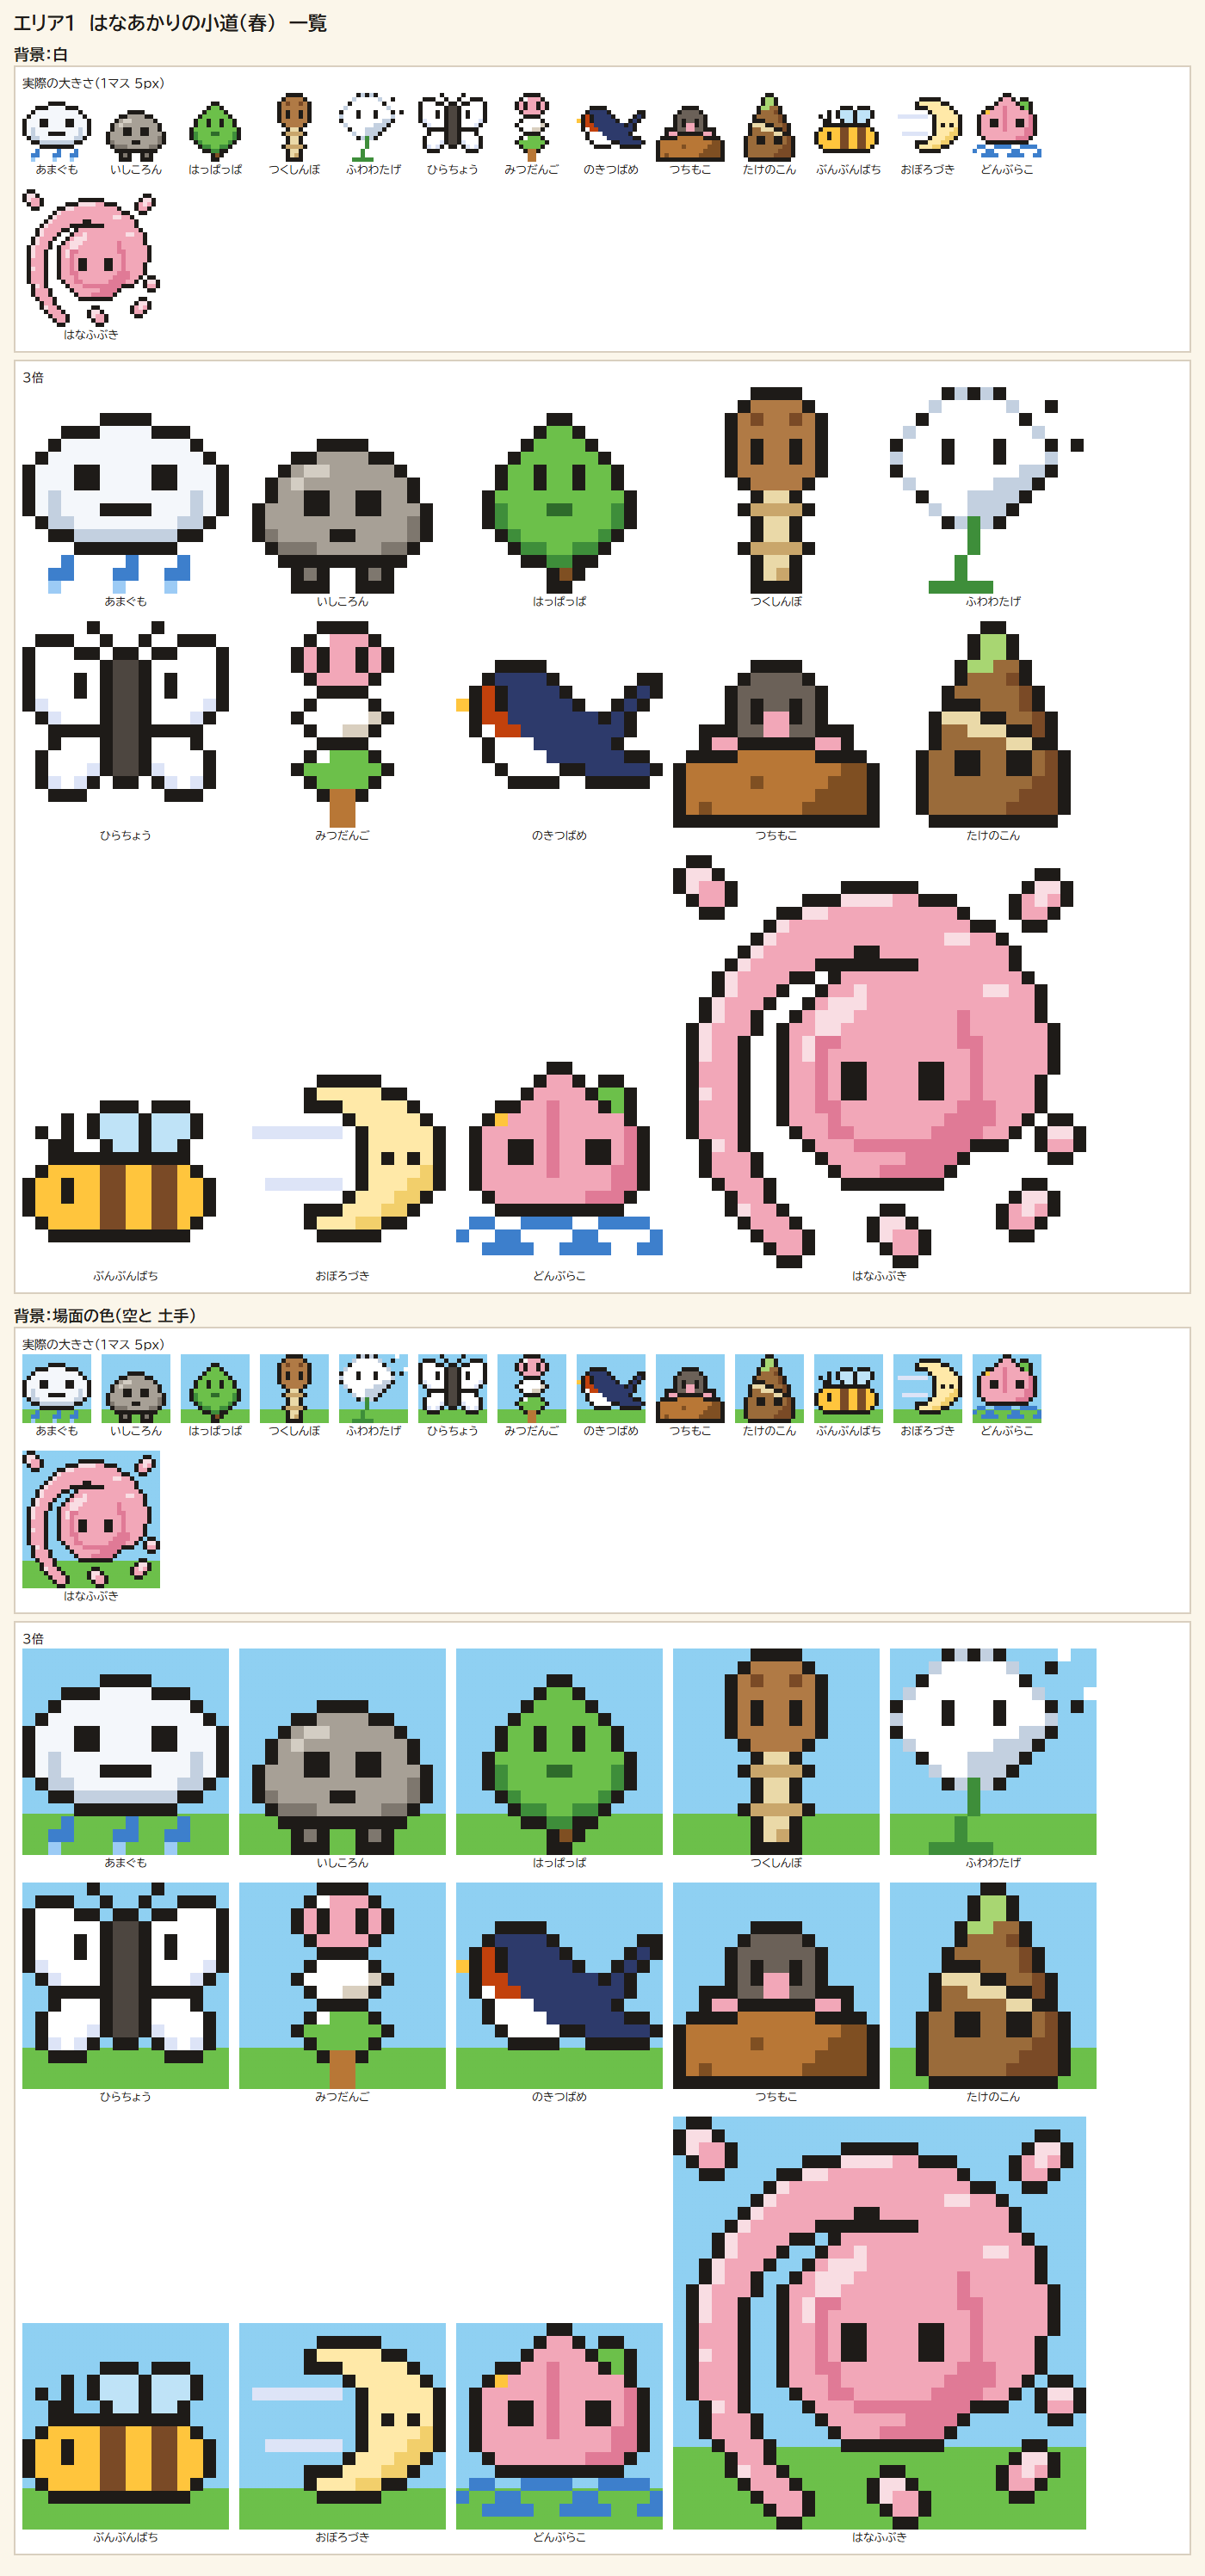 エリア1 はなあかりの小道(春) 一覧
背景:白
実際の大きさ(1マス 5px)
あまぐも いしころん はっぱっぱ つくしんぼ ふわわたげ ひらちょう みつだんご のきつばめ つちもこ たけのこん ぶんぶんばち おぼろづき どんぶらこ
はなふぶき
3倍
あまぐも いしころん はっぱっぱ つくしんぼ ふわわたげ
ひらちょう みつだんご のきつばめ つちもこ たけのこん
ぶんぶんばち おぼろづき どんぶらこ はなふぶき
背景:場面の色(空と 土手)
実際の大きさ(1マス 5px)
あまぐも いしころん はっぱっぱ つくしんぼ ふわわたげ ひらちょう みつだんご のきつばめ つちもこ たけのこん ぶんぶんばち おぼろづき どんぶらこ
はなふぶき
3倍
あまぐも いしころん はっぱっぱ つくしんぼ ふわわたげ
ひらちょう みつだんご のきつばめ つちもこ たけのこん
ぶんぶんばち おぼろづき どんぶらこ はなふぶき